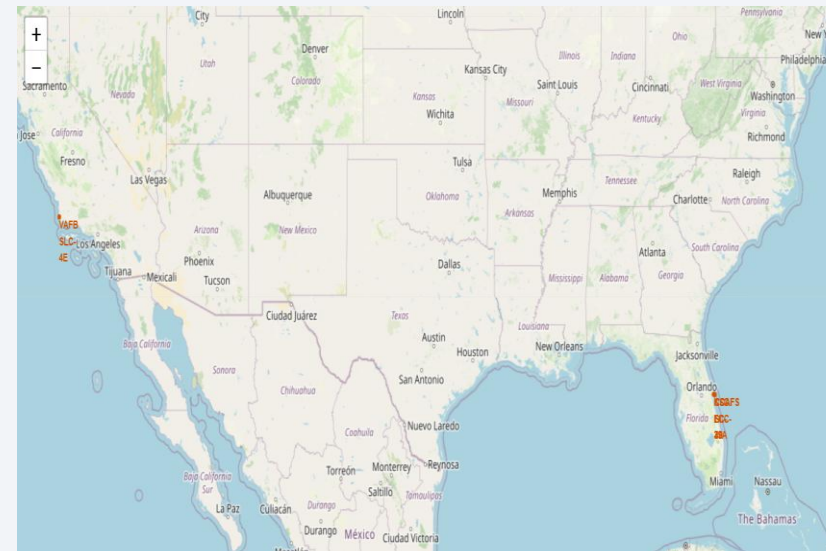 +
−
City
Lincoln
Pennsylvania
New Y
Denver
Utah
Colorado
Kansas City
Illinois
Indiana
Ohio
Philadelphia
Sacramento
Nevada
Kansas
Saint Louis
Cincinnati
West Virginia
Washington
Missouri
Wichita
Kentucky
Virginia
Richmond
Jose
California
Fresno
Las Vegas
Tulsa
Raleigh
Tennessee
Albuquerque
Oklahoma
Memphis
Charlotte
North Carolina
Arkansas
VAFB
SLC-
4E
Los Angeles
Arizona
New Mexico
Phoenix
Atlanta
South Carolina
Tijuana
Mexicali
Tucson
Dallas
Mississippi
Alabama
Georgia
Ciudad Juárez
Texas
Louisiana
Baja California
Austin
Houston
New Orleans
Jacksonville
Sonora
San Antonio
Orlando
Chihuahua
Florida
Coahuila
Nuevo Laredo
Baja California
Sur
Torreón
Monterrey
Reynosa
Miami
Nassau
Saltillo
Tamaulipas
La Paz
Culiacán
Durango
Durango
México
Ciudad Victoria
The Bahamas